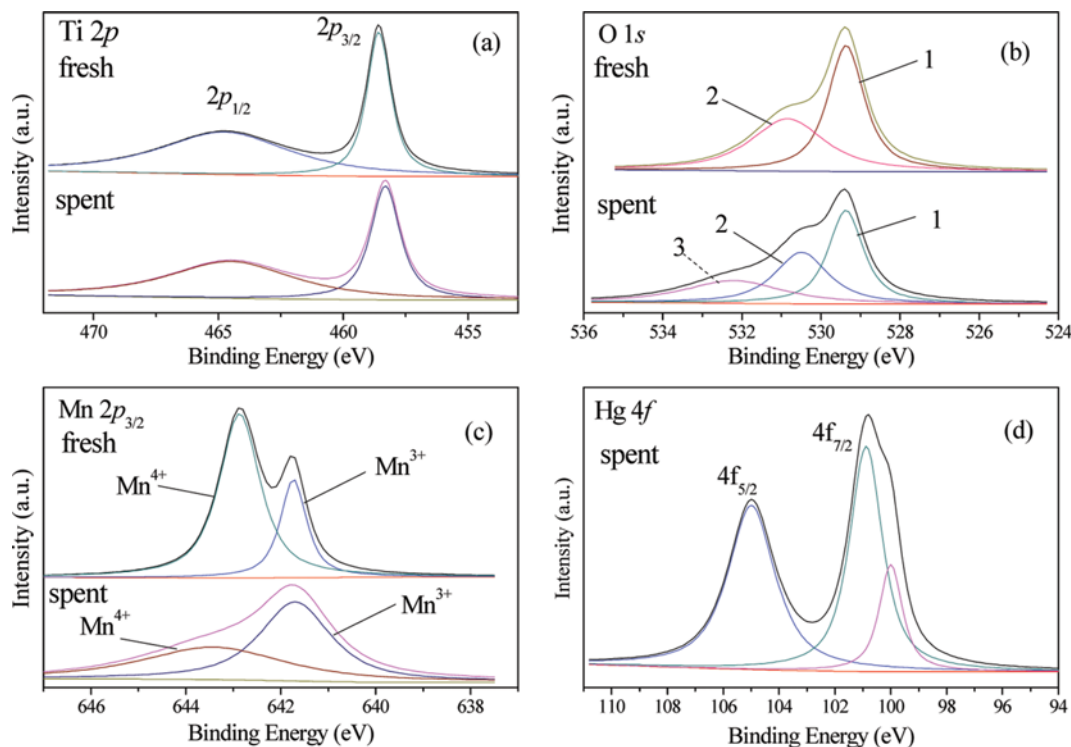 Ti 2p
fresh
2p1/2
2p3/2
(a)
spent
Intensity (a.u.)
470 465 460 455
Binding Energy (eV)
O 1s
fresh
2
1
(b)
spent
3
2
1
Intensity (a.u.)
536 534 532 530 528 526 524
Binding Energy (eV)
Mn 2p3/2
fresh
(c)
Mn4+
Mn3+
spent
Mn4+
Mn3+
Intensity (a.u.)
646 644 642 640 638
Binding Energy (eV)
Hg 4f
spent
4f5/2
4f7/2
(d)
Intensity (a.u.)
110 108 106 104 102 100 98 96 94
Binding Energy (eV)